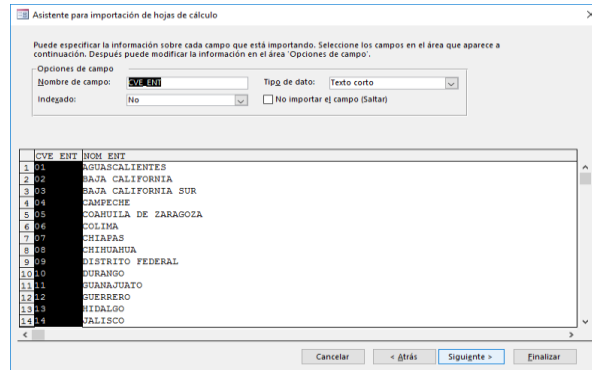 Asistente para importación de hojas de cálculo
Puede especificar la información sobre cada campo que está importando. Seleccione los campos en el área que aparece a
continuación. Después puede modificar la información en el área 'Opciones de campo'.
Opciones de campo
Nombre de campo: CVE_ENT Tipo de dato: Texto corto
Indexado: No No importar el campo (Saltar)
CVE_ENT NOM_ENT
1 01 AGUASCALIENTES
2 02 BAJA CALIFORNIA
3 03 BAJA CALIFORNIA SUR
4 04 CAMPECHE
5 05 COAHUILA DE ZARAGOZA
6 06 COLIMA
7 07 CHIAPAS
8 08 CHIHUAHUA
9 09 DISTRITO FEDERAL
10 10 DURANGO
11 11 GUANAJUATO
12 12 GUERRERO
13 13 HIDALGO
14 14 JALISCO
Cancelar < Atrás Siguiente > Finalizar